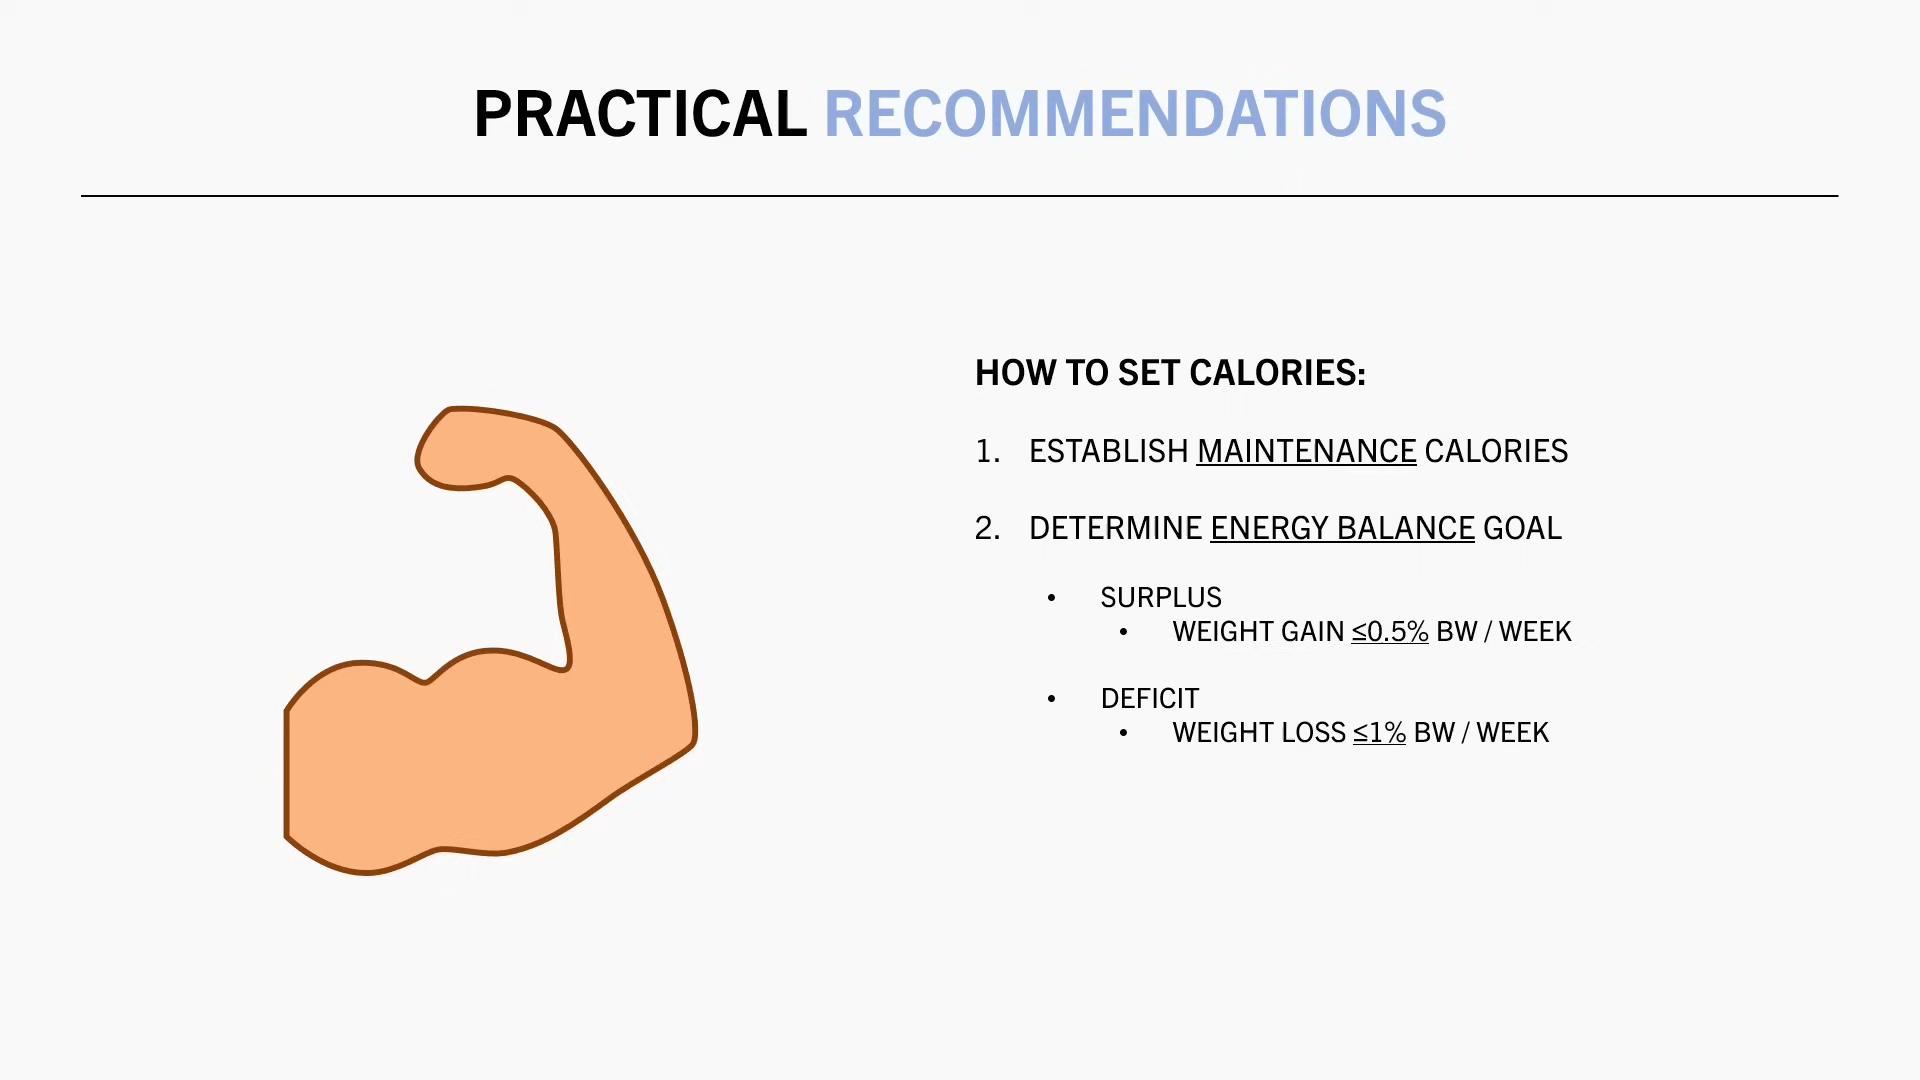 PRACTICAL RECOMMENDATIONS
HOW TO SET CALORIES:
1. ESTABLISH MAINTENANCE CALORIES
2. DETERMINE ENERGY BALANCE GOAL
• SURPLUS
• WEIGHT GAIN ≤0.5% BW / WEEK
• DEFICIT
• WEIGHT LOSS ≤1% BW / WEEK